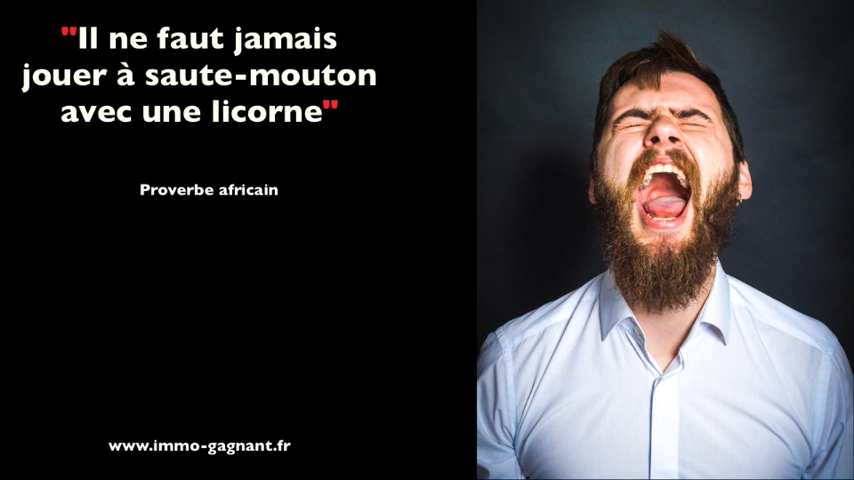 "Il ne faut jamais
jouer à saute-mouton
avec une licorne"
Proverbe africain
www.immo-gagnant.fr